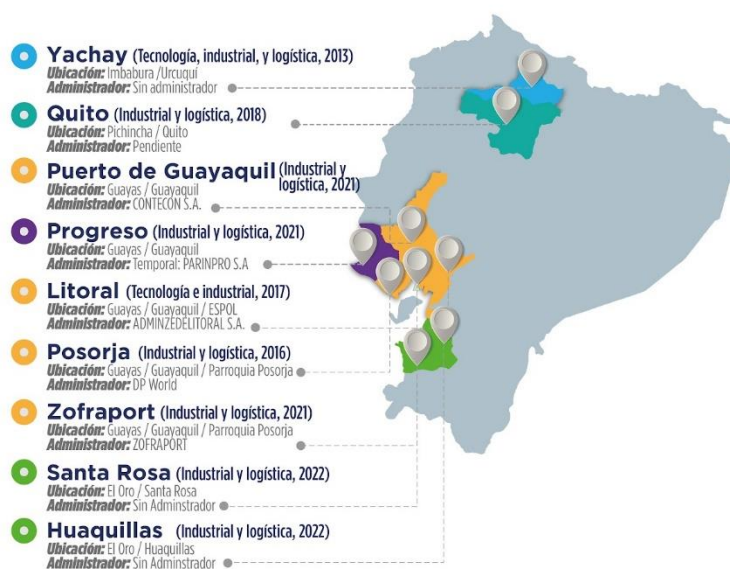 Yachay (Tecnología, industrial, y logística, 2013)
Ubicación: Imbabura /Urcuquí
Administrador: Sin administrador
Quito (Industrial y logística, 2018)
Ubicación: Pichincha / Quito
Administrador: Pendiente
Puerto de Guayaquil (Industrial y logística, 2021)
Ubicación: Guayas / Guayaquil
Administrador: CONTECON S.A.
Progreso (Industrial y logística, 2021)
Ubicación: Guayas / Guayaquil
Administrador: Temporal: PARINPRO S.A
Litoral (Tecnología e industrial, 2017)
Ubicación: Guayas / Guayaquil / ESPOL
Administrador: ADMINZEDELITORAL S.A.
Posorja (Industrial y logística, 2016)
Ubicación: Guayas / Guayaquil / Parroquia Posorja
Administrador: DP World
Zofraport (Industrial y logística, 2021)
Ubicación: Guayas / Guayaquil / Parroquia Posorja
Administrador: ZOFRAPORT
Santa Rosa (Industrial y logística, 2022)
Ubicación: El Oro / Santa Rosa
Administrador: Sin Adminstrador
Huaquillas (Industrial y logística, 2022)
Ubicación: El Oro / Huaquillas
Administrador: Sin Adminstrador